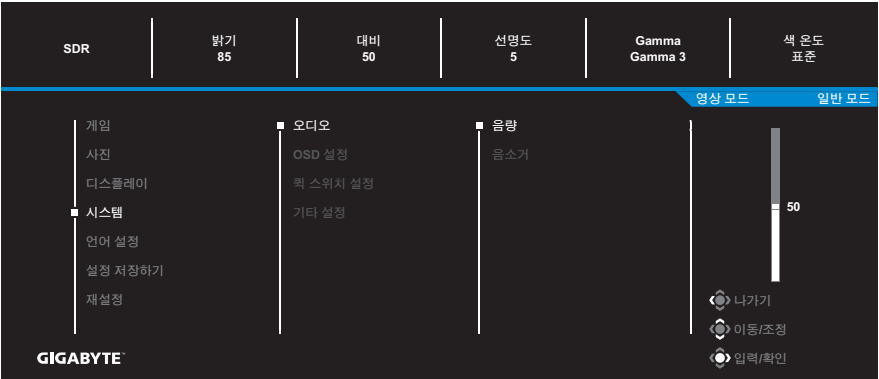 SDR
밝기
85
대비
50
선명도
5
Gamma
Gamma 3
색 온도
표준
영상 모드
일반 모드
게임
사진
디스플레이
시스템
언어 설정
설정 저장하기
재설정
오디오
OSD 설정
퀵 스위치 설정
기타 설정
음량
음소거
50
나가기
이동/조정
입력/확인
GIGABYTE™